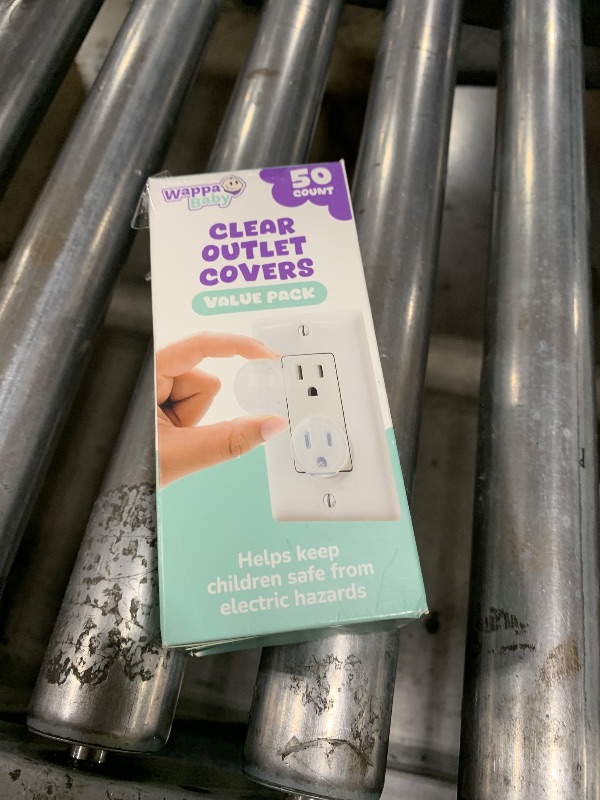 Wappa
Baby
50
COUNT
CLEAR
OUTLET
COVERS
VALUE PACK
Helps keep
children safe from
electric hazards